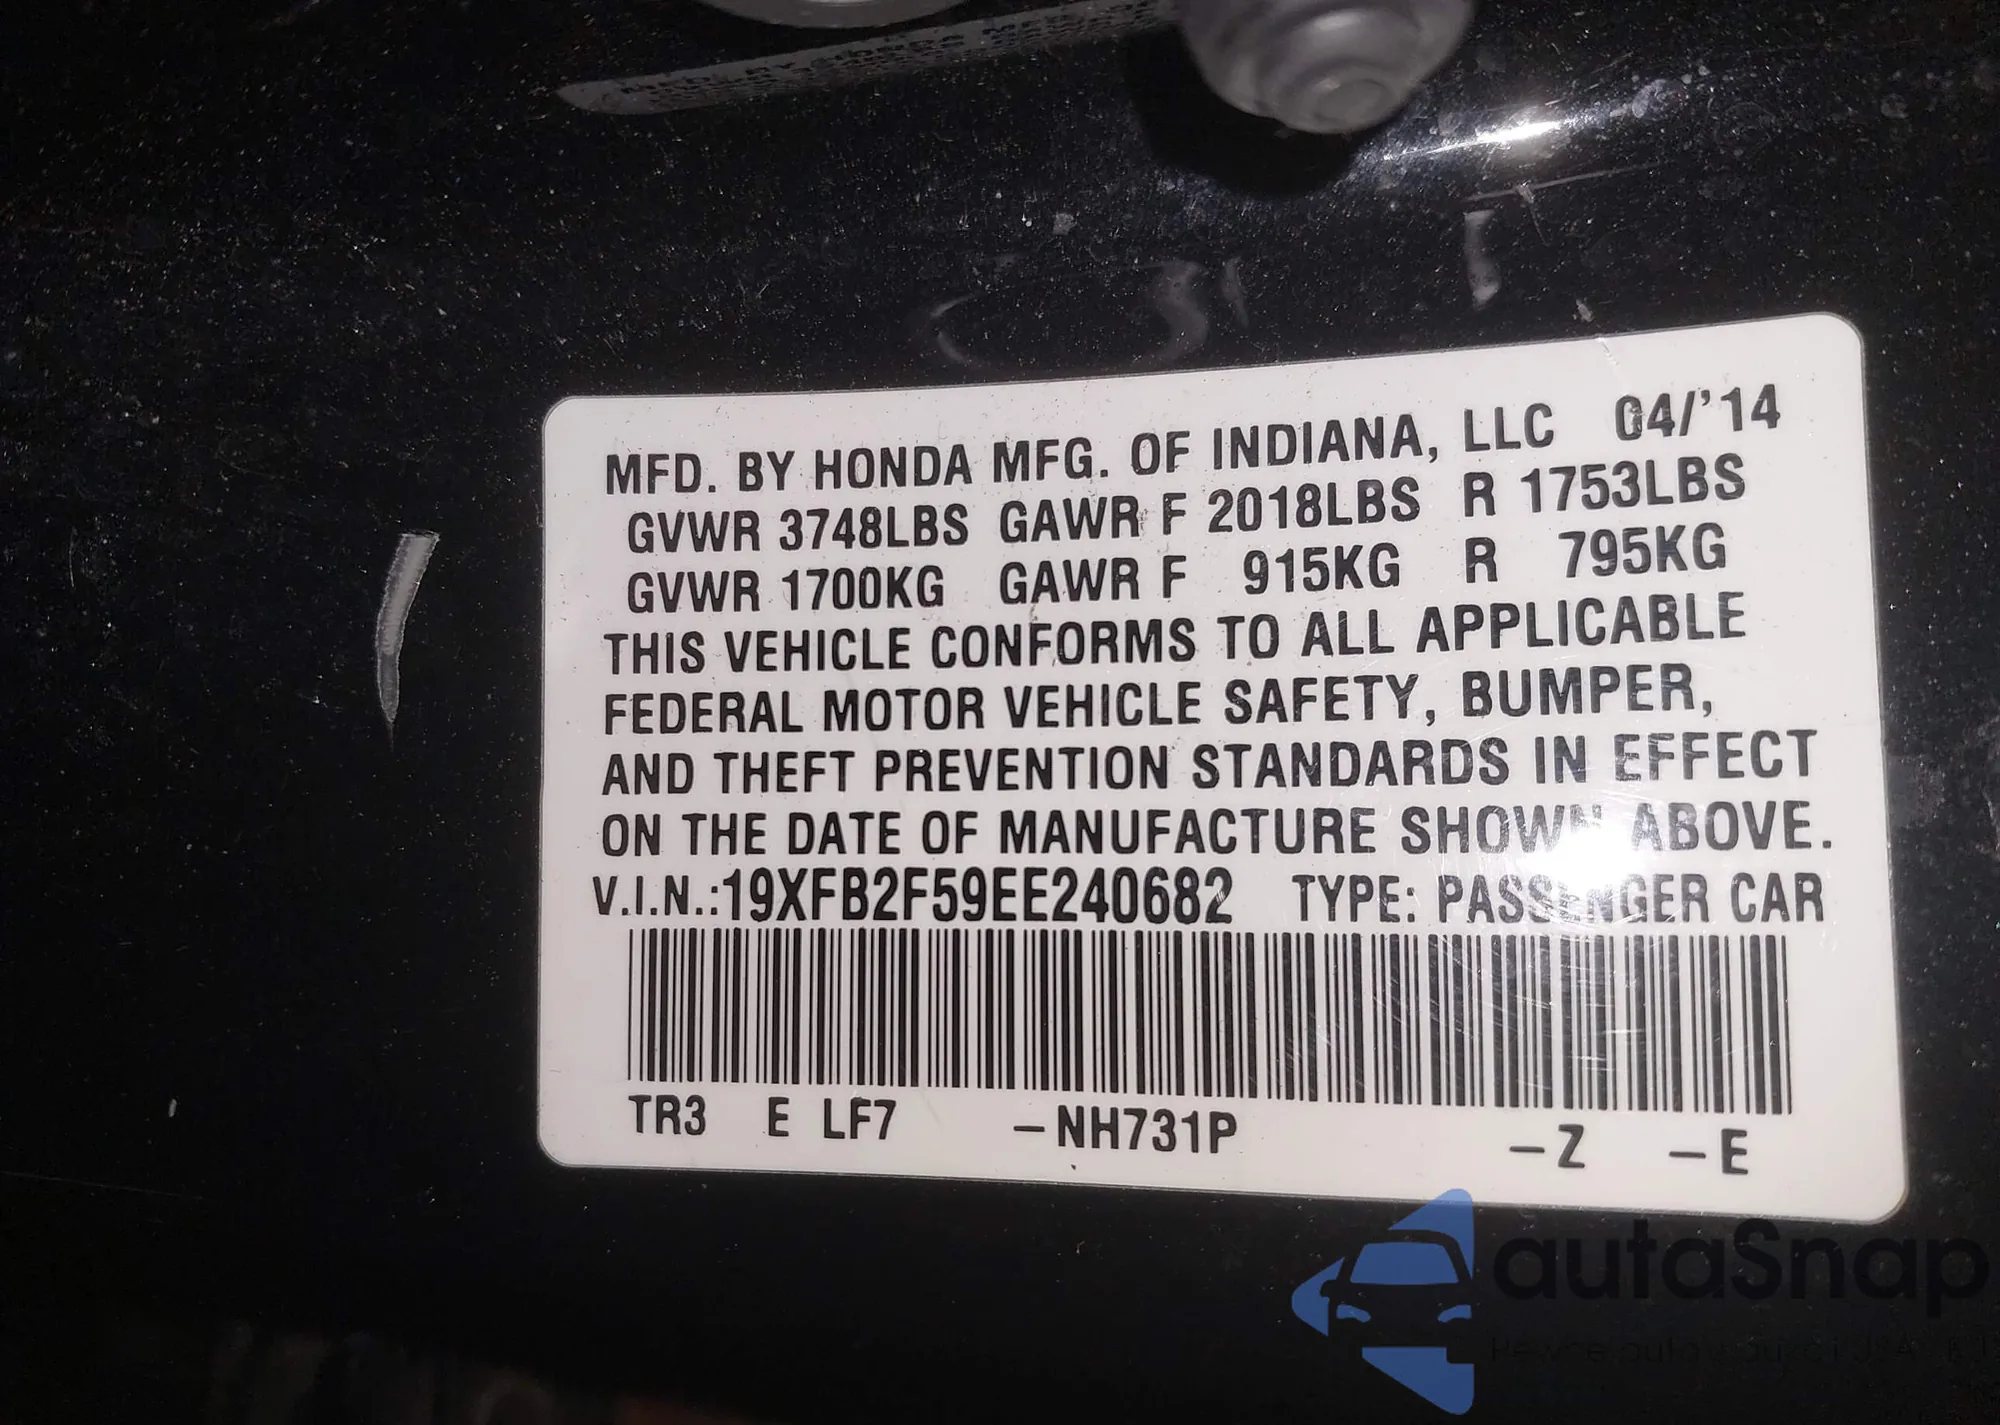 MFD. BY HONDA MFG. OF INDIANA, LLC 04/'14
GVWR 3748LBS GAWR F 2018LBS R 1753LBS
GVWR 1700KG GAWR F 915KG R 795KG
THIS VEHICLE CONFORMS TO ALL APPLICABLE
FEDERAL MOTOR VEHICLE SAFETY, BUMPER,
AND THEFT PREVENTION STANDARDS IN EFFECT
ON THE DATE OF MANUFACTURE SHOWN ABOVE.
V.I.N.:19XFB2F59EE240682 TYPE: PASSENGER CAR
TR3 E LF7 –NH731P –Z –E
autaSnap